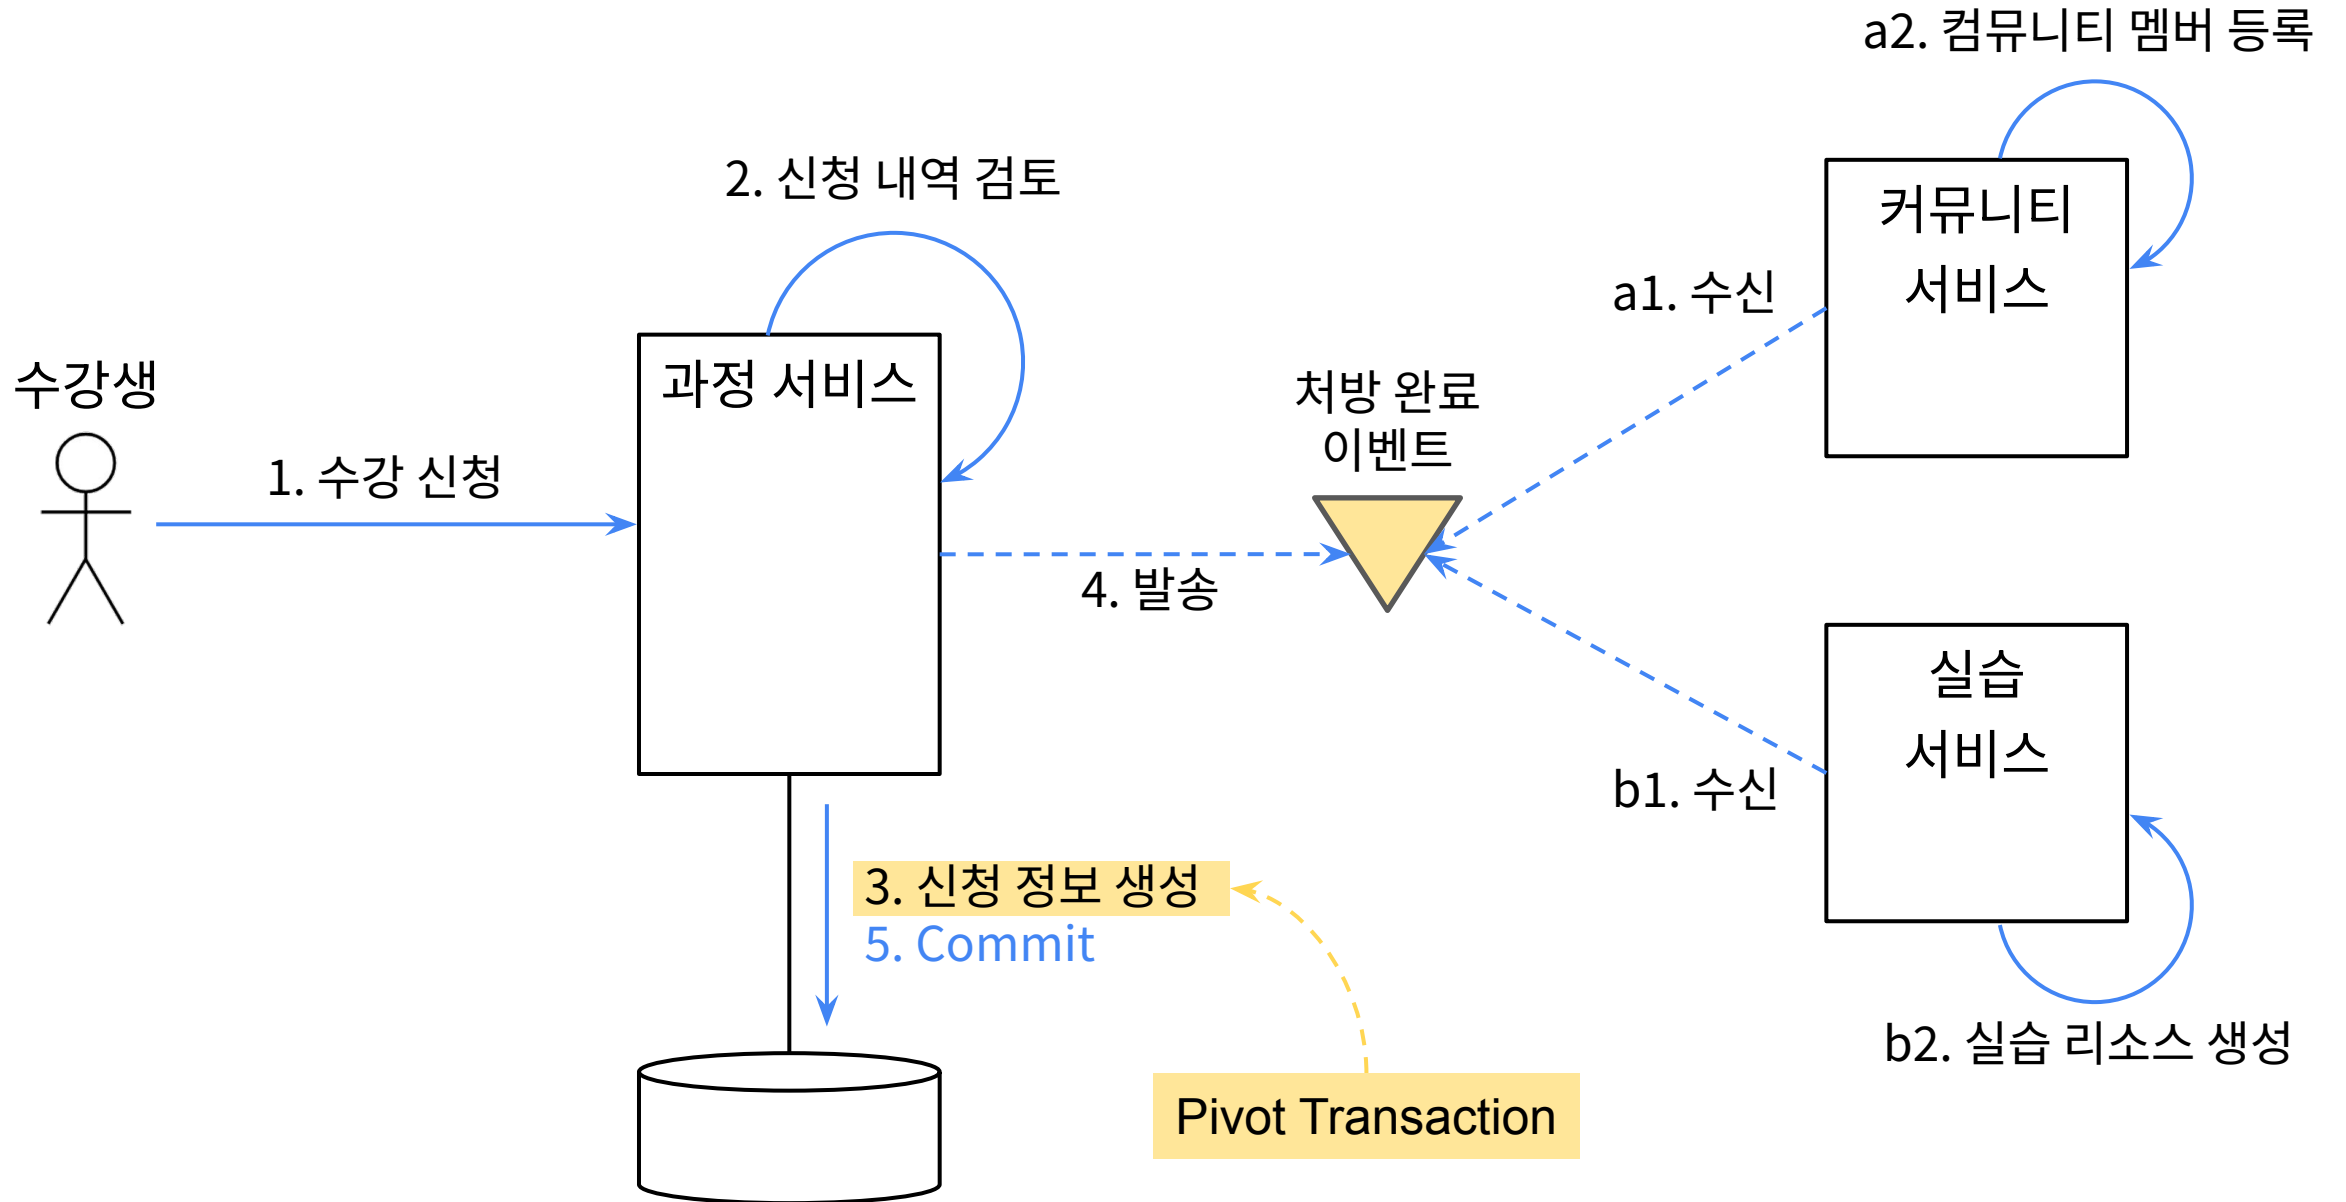 a2. 컴뮤니티 멤버 등록
2. 신청 내역 검토
커뮤니티
서비스
a1. 수신
수강생
과정 서비스
1. 수강 신청
처방 완료
이벤트
4. 발송
실습
서비스
b1. 수신
3. 신청 정보 생성
5. Commit
b2. 실습 리소스 생성
Pivot Transaction